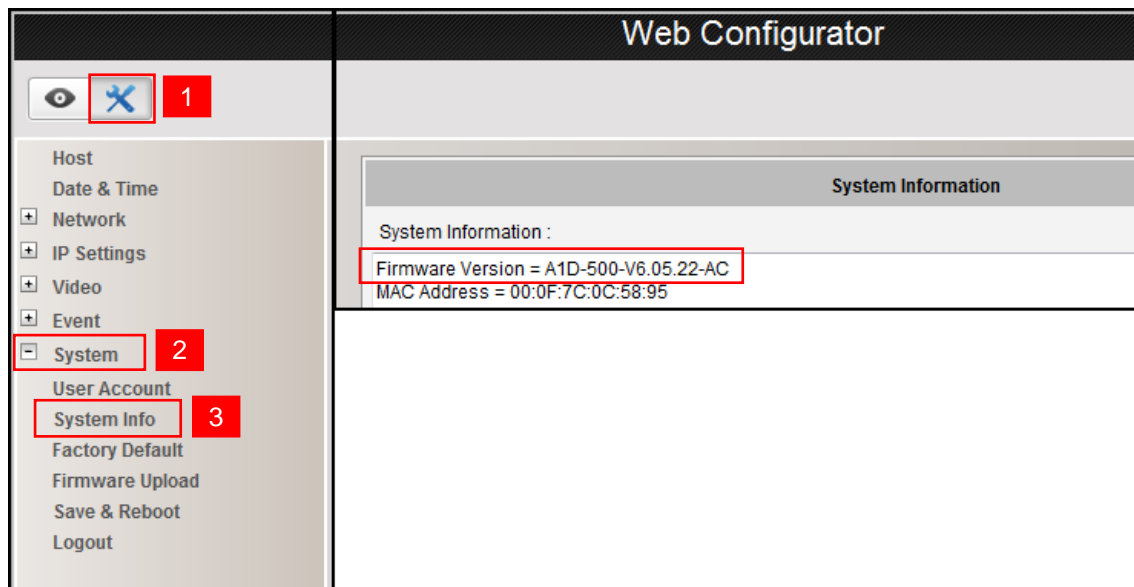 Web Configurator
1
Host
Date & Time
Network
IP Settings
Video
Event
System
2
User Account
System Info
3
Factory Default
Firmware Upload
Save & Reboot
Logout
System Information
System Information :
Firmware Version = A1D-500-V6.05.22-AC
MAC Address = 00:0F:7C:0C:58:95